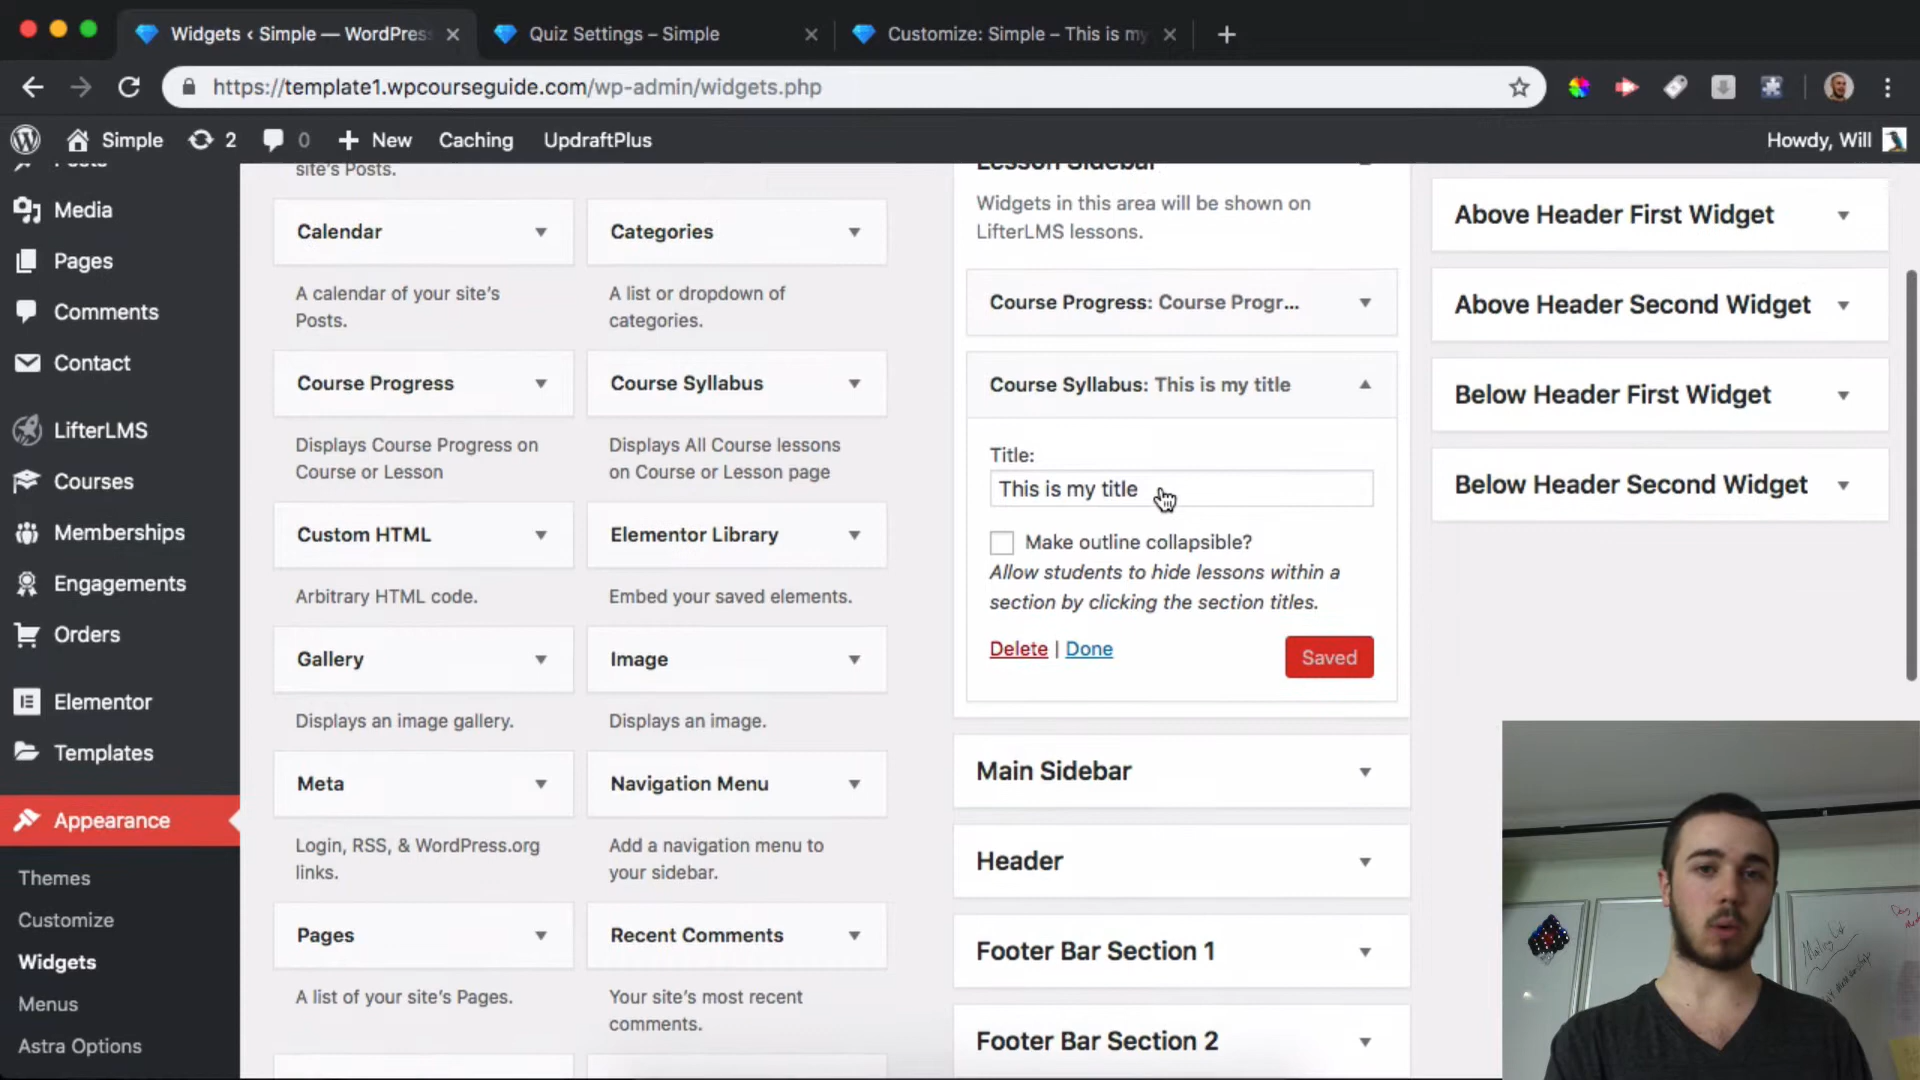 Widgets ‹ Simple — WordPres
Quiz Settings – Simple
Customize: Simple – This is my
https://template1.wpcourseguide.com/wp-admin/widgets.php
Simple
2
0
New
Caching
UpdraftPlus
Howdy, Will
Posts
Media
Pages
Comments
Contact
LifterLMS
Courses
Memberships
Engagements
Orders
Elementor
Templates
Appearance
Themes
Customize
Widgets
Menus
Astra Options
site's Posts.
Calendar
A calendar of your site's
Posts.
Categories
A list or dropdown of
categories.
Course Progress
Displays Course Progress on
Course or Lesson
Course Syllabus
Displays All Course lessons
on Course or Lesson page
Custom HTML
Arbitrary HTML code.
Elementor Library
Embed your saved elements.
Gallery
Displays an image gallery.
Image
Displays an image.
Meta
Login, RSS, & WordPress.org
links.
Navigation Menu
Add a navigation menu to
your sidebar.
Pages
A list of your site's Pages.
Recent Comments
Your site's most recent
comments.
Lesson Sidebar
Widgets in this area will be shown on
LifterLMS lessons.
Course Progress: Course Progr...
Course Syllabus: This is my title
Title:
This is my title
Make outline collapsible?
Allow students to hide lessons within a
section by clicking the section titles.
Delete | Done
Saved
Main Sidebar
Header
Footer Bar Section 1
Footer Bar Section 2
Above Header First Widget
Above Header Second Widget
Below Header First Widget
Below Header Second Widget